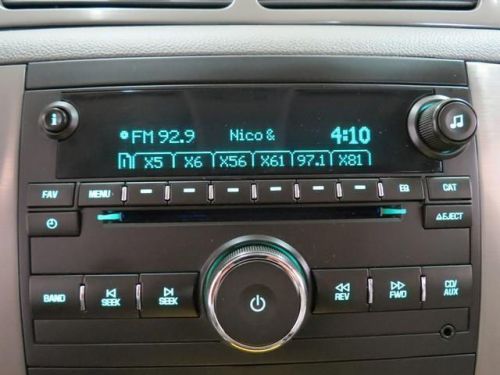 i
FM 92.9 Nico & 4:10
X5 X6 X56 X61 97.1 X81
FAV MENU EQ CAT
EJECT
BAND SEEK SEEK REV FWD CD/
AUX